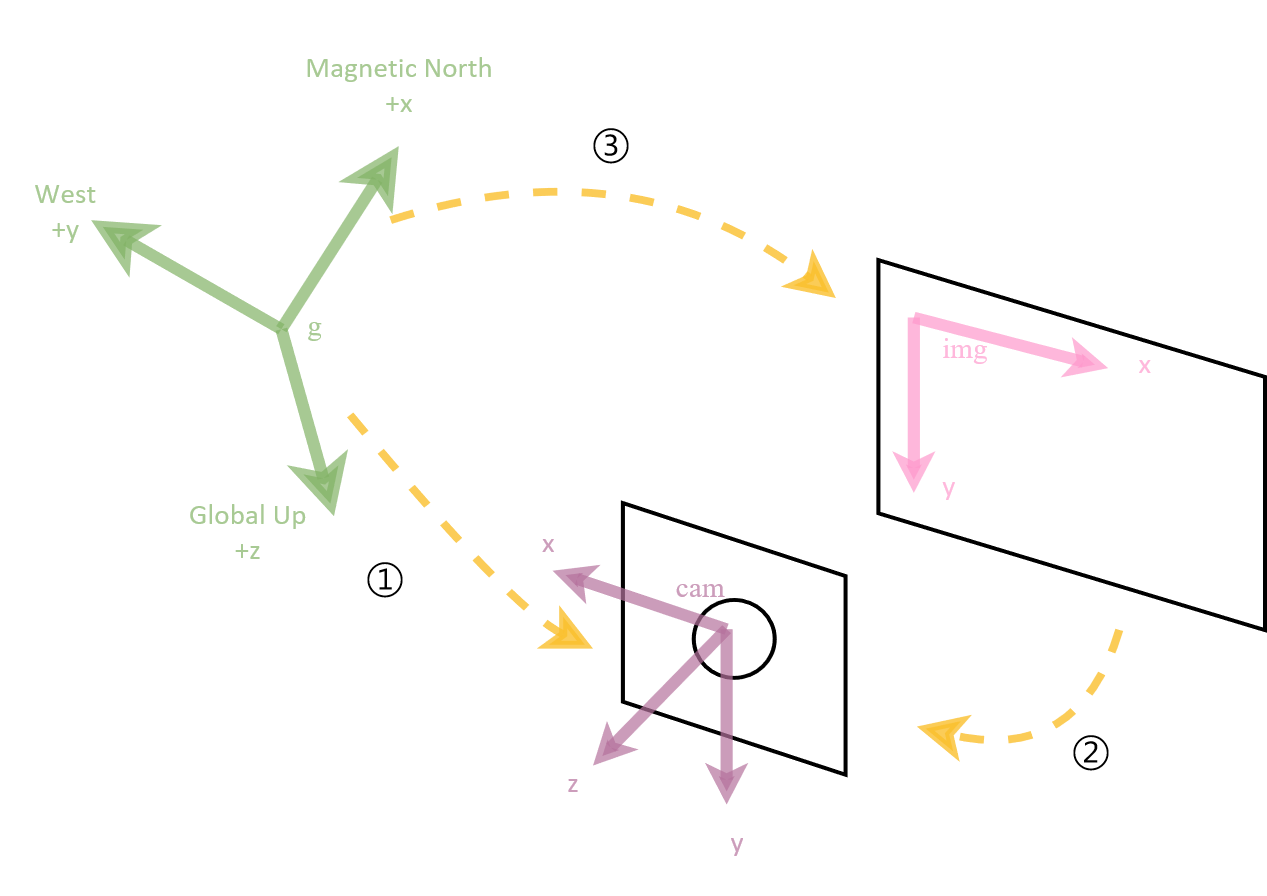 Magnetic North
+x
③
West
+y
g
img
x
y
Global Up
+z
①
x
cam
z
y
②